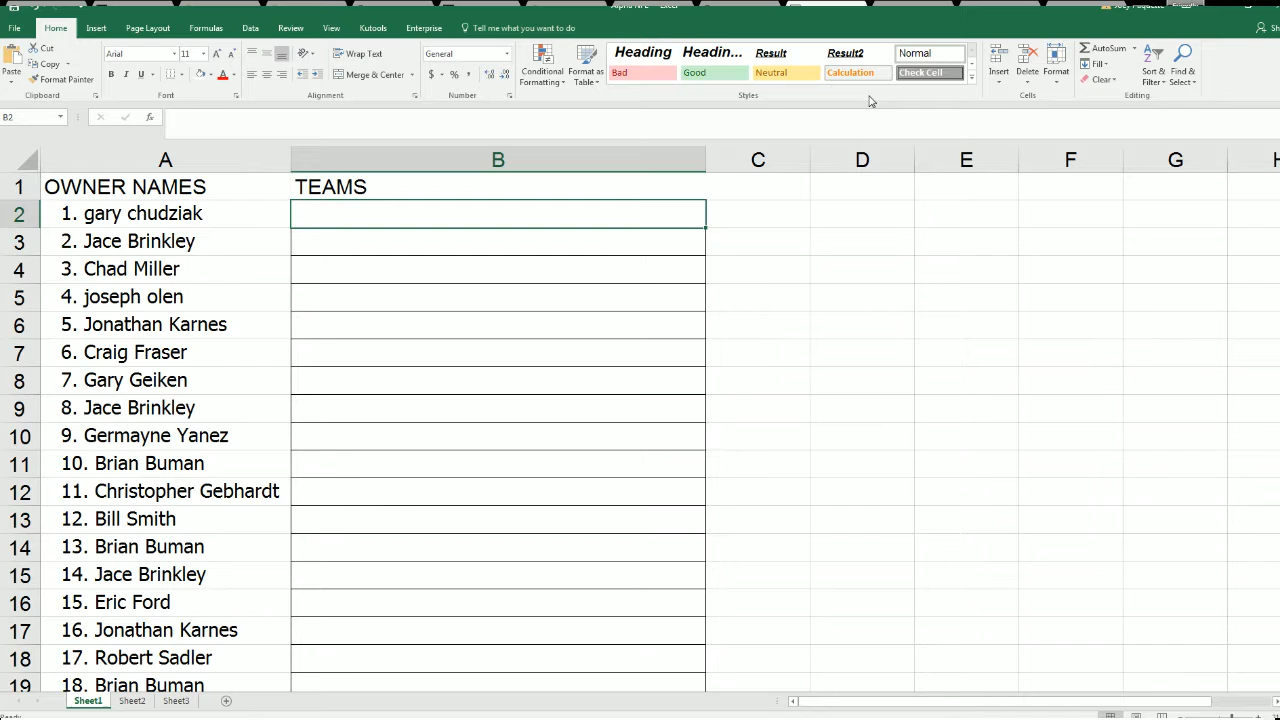 File Home Insert Page Layout Formulas Data Review View Kutools Enterprise Tell me what you want to do
Cut
Copy
Format Painter
Paste
Clipboard
Arial 11
B I U
Font
Wrap Text
Merge & Center
Alignment
General
$ % ,
Number
Conditional Formatting
Format as Table
Heading Headin... Result Result2 Normal
Bad Good Neutral Calculation Check Cell
Styles
Insert Delete Format
Cells
AutoSum
Fill
Clear
Sort & Filter
Find & Select
Editing
B2 fx
A B C D E F G H
1 OWNER NAMES TEAMS
2 1. gary chudziak
3 2. Jace Brinkley
4 3. Chad Miller
5 4. joseph olen
6 5. Jonathan Karnes
7 6. Craig Fraser
8 7. Gary Geiken
9 8. Jace Brinkley
10 9. Germayne Yanez
11 10. Brian Buman
12 11. Christopher Gebhardt
13 12. Bill Smith
14 13. Brian Buman
15 14. Jace Brinkley
16 15. Eric Ford
17 16. Jonathan Karnes
18 17. Robert Sadler
19 18. Brian Buman
Sheet1 Sheet2 Sheet3